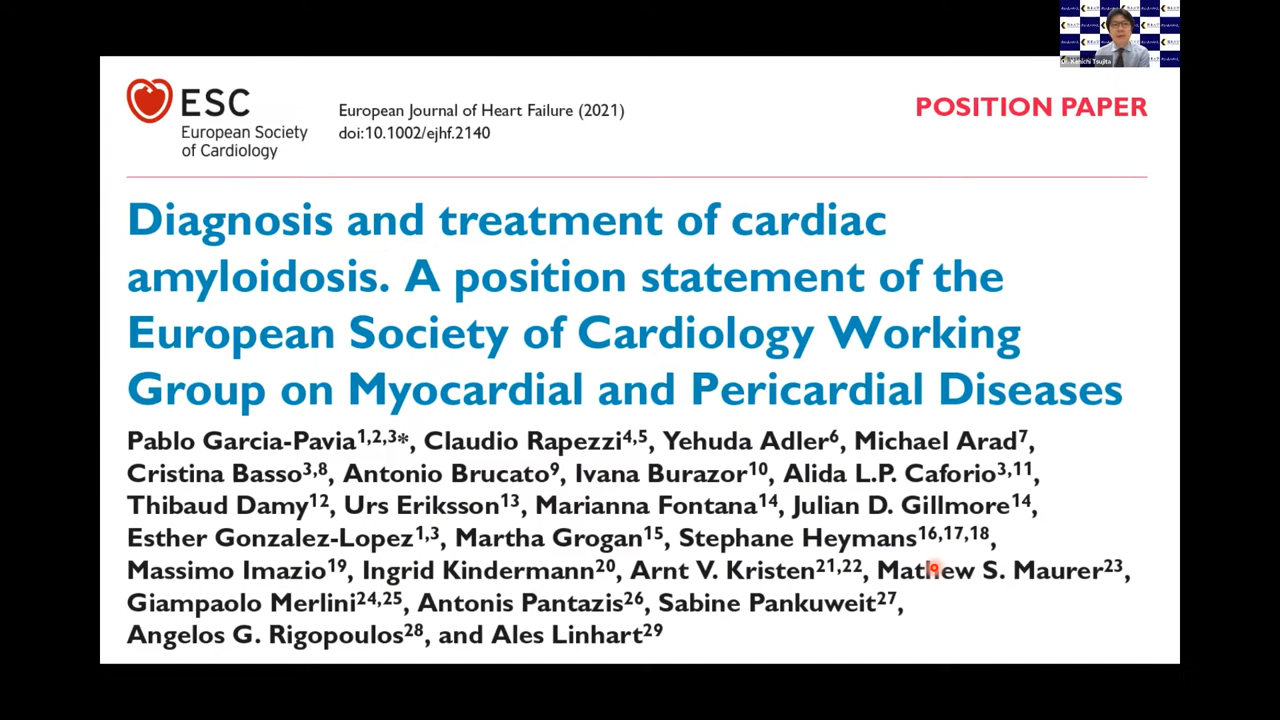 Dr. Kenichi Tsujita
ESC
European Society
of Cardiology
European Journal of Heart Failure (2021)
doi:10.1002/ejhf.2140
POSITION PAPER
Diagnosis and treatment of cardiac
amyloidosis. A position statement of the
European Society of Cardiology Working
Group on Myocardial and Pericardial Diseases
Pablo Garcia-Pavia1,2,3*, Claudio Rapezzi4,5, Yehuda Adler6, Michael Arad7,
Cristina Basso3,8, Antonio Brucato9, Ivana Burazor10, Alida L.P. Caforio3,11,
Thibaud Damy12, Urs Eriksson13, Marianna Fontana14, Julian D. Gillmore14,
Esther Gonzalez-Lopez1,3, Martha Grogan15, Stephane Heymans16,17,18,
Massimo Imazio19, Ingrid Kindermann20, Arnt V. Kristen21,22, Mathew S. Maurer23,
Giampaolo Merlini24,25, Antonis Pantazis26, Sabine Pankuweit27,
Angelos G. Rigopoulos28, and Ales Linhart29